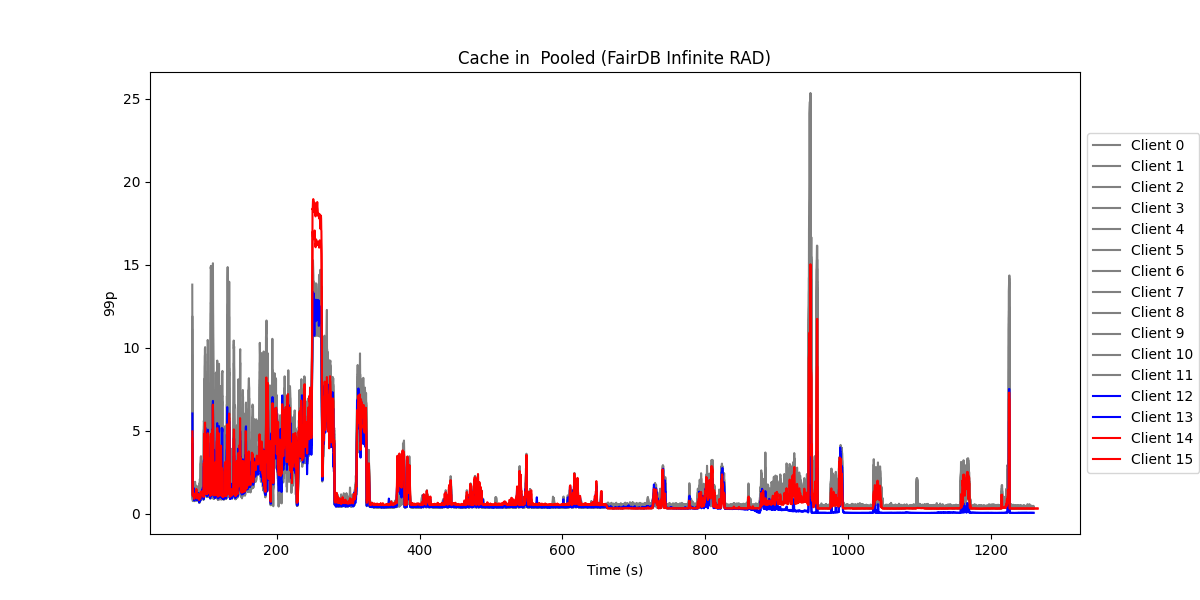 Cache in  Pooled (FairDB Infinite RAD)
99p
25
20
15
10
5
0
200
400
600
800
1000
1200
Time (s)
Client 0
Client 1
Client 2
Client 3
Client 4
Client 5
Client 6
Client 7
Client 8
Client 9
Client 10
Client 11
Client 12
Client 13
Client 14
Client 15